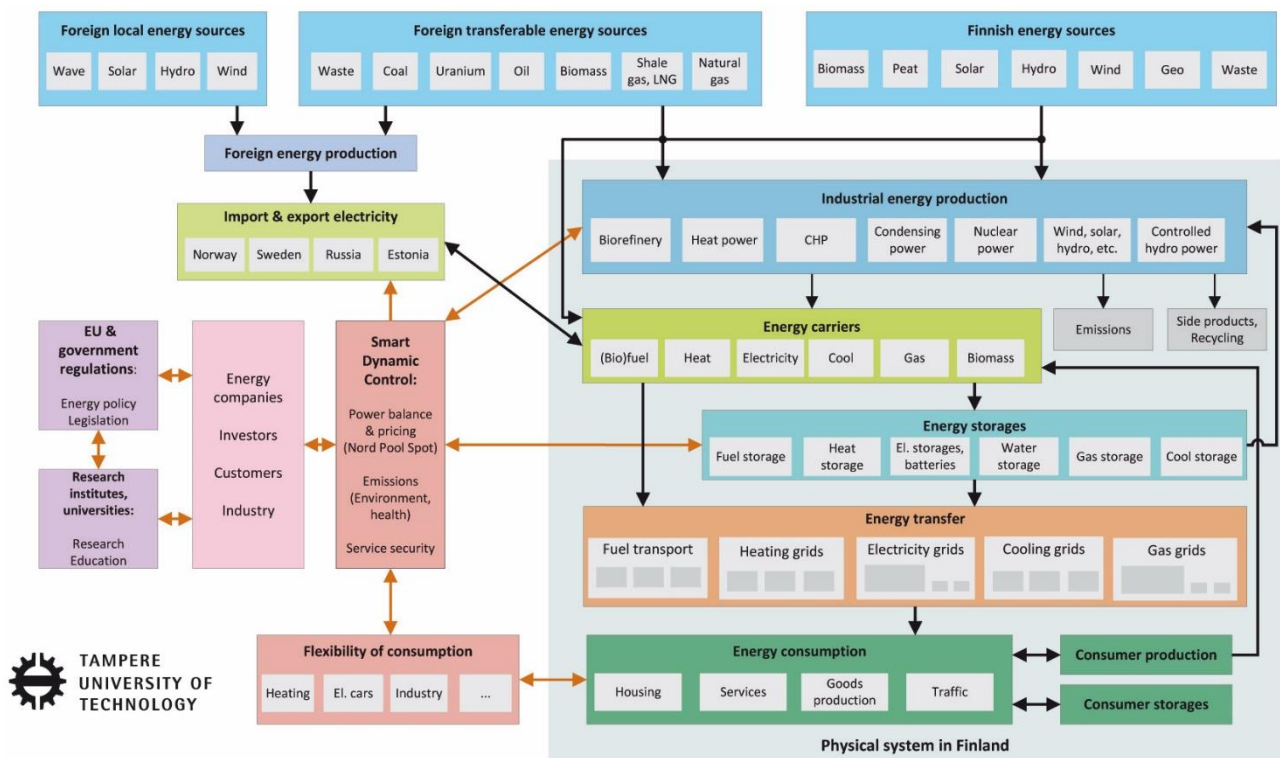 Foreign local energy sources
Wave
Solar
Hydro
Wind
Foreign transferable energy sources
Waste
Coal
Uranium
Oil
Biomass
Shale
gas, LNG
Natural
gas
Finnish energy sources
Biomass
Peat
Solar
Hydro
Wind
Geo
Waste
Foreign energy production
Import & export electricity
Norway
Sweden
Russia
Estonia
Industrial energy production
Biorefinery
Heat power
CHP
Condensing
power
Nuclear
power
Wind, solar,
hydro, etc.
Controlled
hydro power
Emissions
Side products,
Recycling
EU &
government
regulations:
Energy policy
Legislation
Research
institutes,
universities:
Research
Education
Energy
companies
Investors
Customers
Industry
Smart
Dynamic
Control:
Power balance
& pricing
(Nord Pool Spot)
Emissions
(Environment,
health)
Service security
Energy carriers
(Bio)fuel
Heat
Electricity
Cool
Gas
Biomass
Energy storages
Fuel storage
Heat
storage
El. storages,
batteries
Water
storage
Gas storage
Cool storage
Energy transfer
Fuel transport
Heating grids
Electricity grids
Cooling grids
Gas grids
Flexibility of consumption
Heating
El. cars
Industry
...
Energy consumption
Housing
Services
Goods
production
Traffic
Consumer production
Consumer storages
Physical system in Finland
TAMPERE
UNIVERSITY OF
TECHNOLOGY